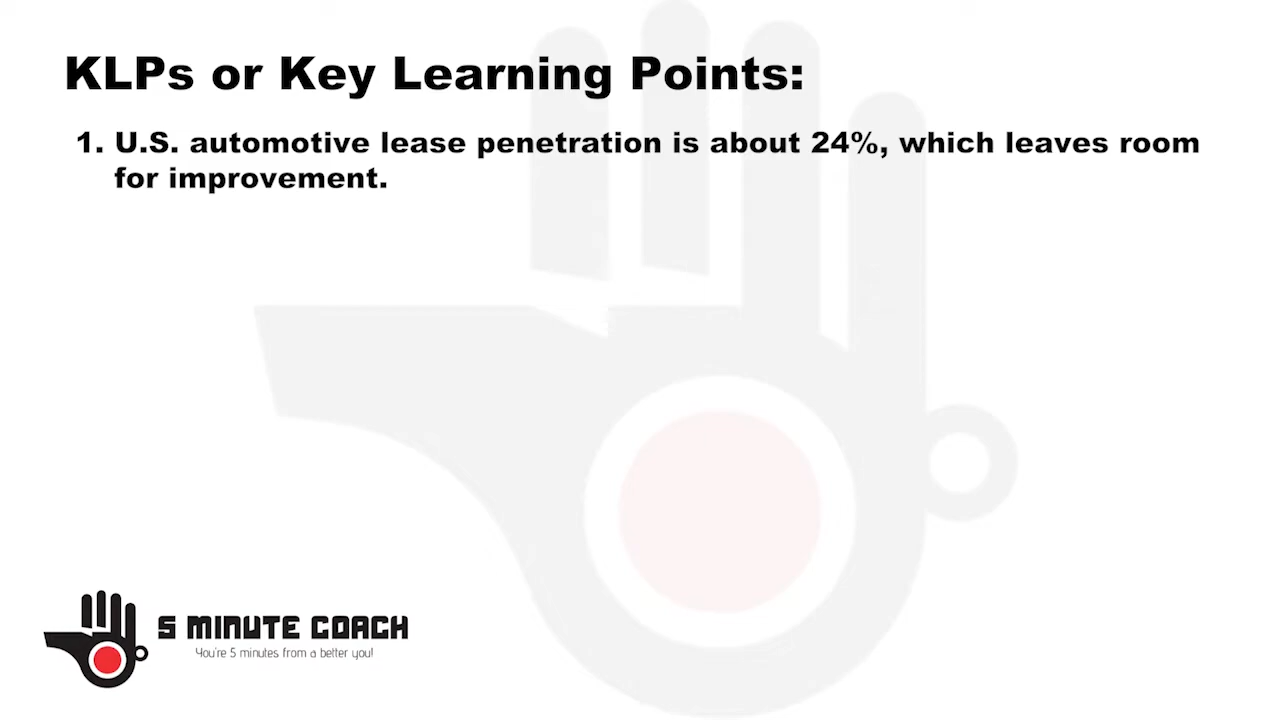 KLPs or Key Learning Points:
1. U.S. automotive lease penetration is about 24%, which leaves room
for improvement.
5 MINUTE COACH
You're 5 minutes from a better you!